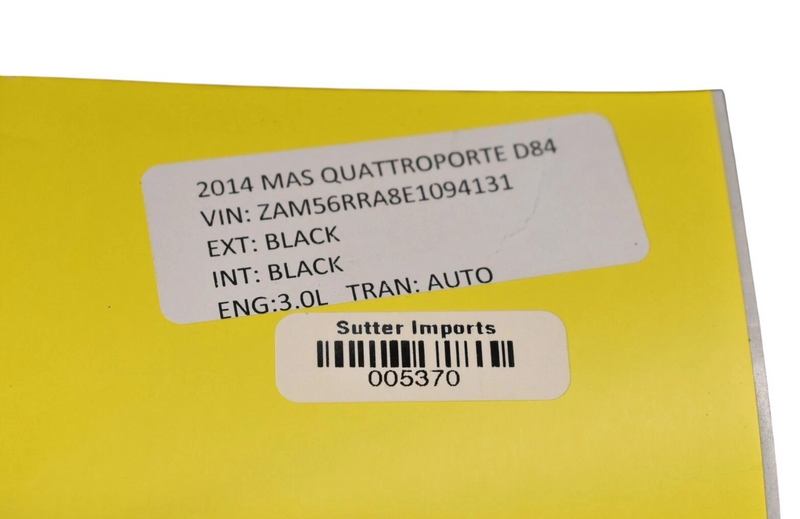 2014 MAS QUATTROPORTE D84
VIN: ZAM56RRA8E1094131
EXT: BLACK
INT: BLACK
ENG:3.0L TRAN: AUTO
Sutter Imports
005370